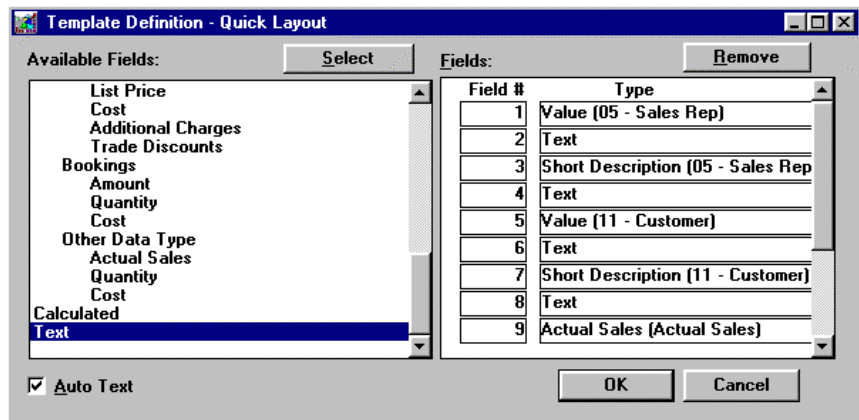 Template Definition - Quick Layout
Available Fields:
Select
List Price
Cost
Additional Charges
Trade Discounts
Bookings
Amount
Quantity
Cost
Other Data Type
Actual Sales
Quantity
Cost
Calculated
Text
Auto Text
Fields:
Remove
Field # Type
1 Value (05 - Sales Rep)
2 Text
3 Short Description (05 - Sales Rep
4 Text
5 Value (11 - Customer)
6 Text
7 Short Description (11 - Customer)
8 Text
9 Actual Sales (Actual Sales)
OK
Cancel